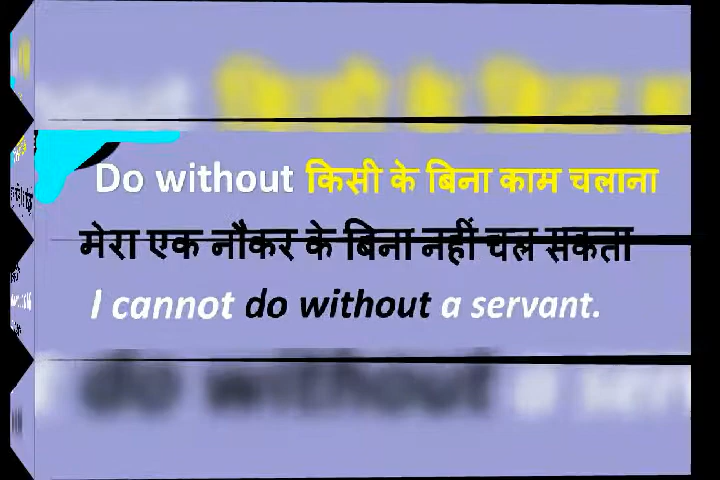 Do without किसी के बिना काम चलाना
मेरा एक नौकर के बिना नहीं चल सकता
I cannot do without a servant.